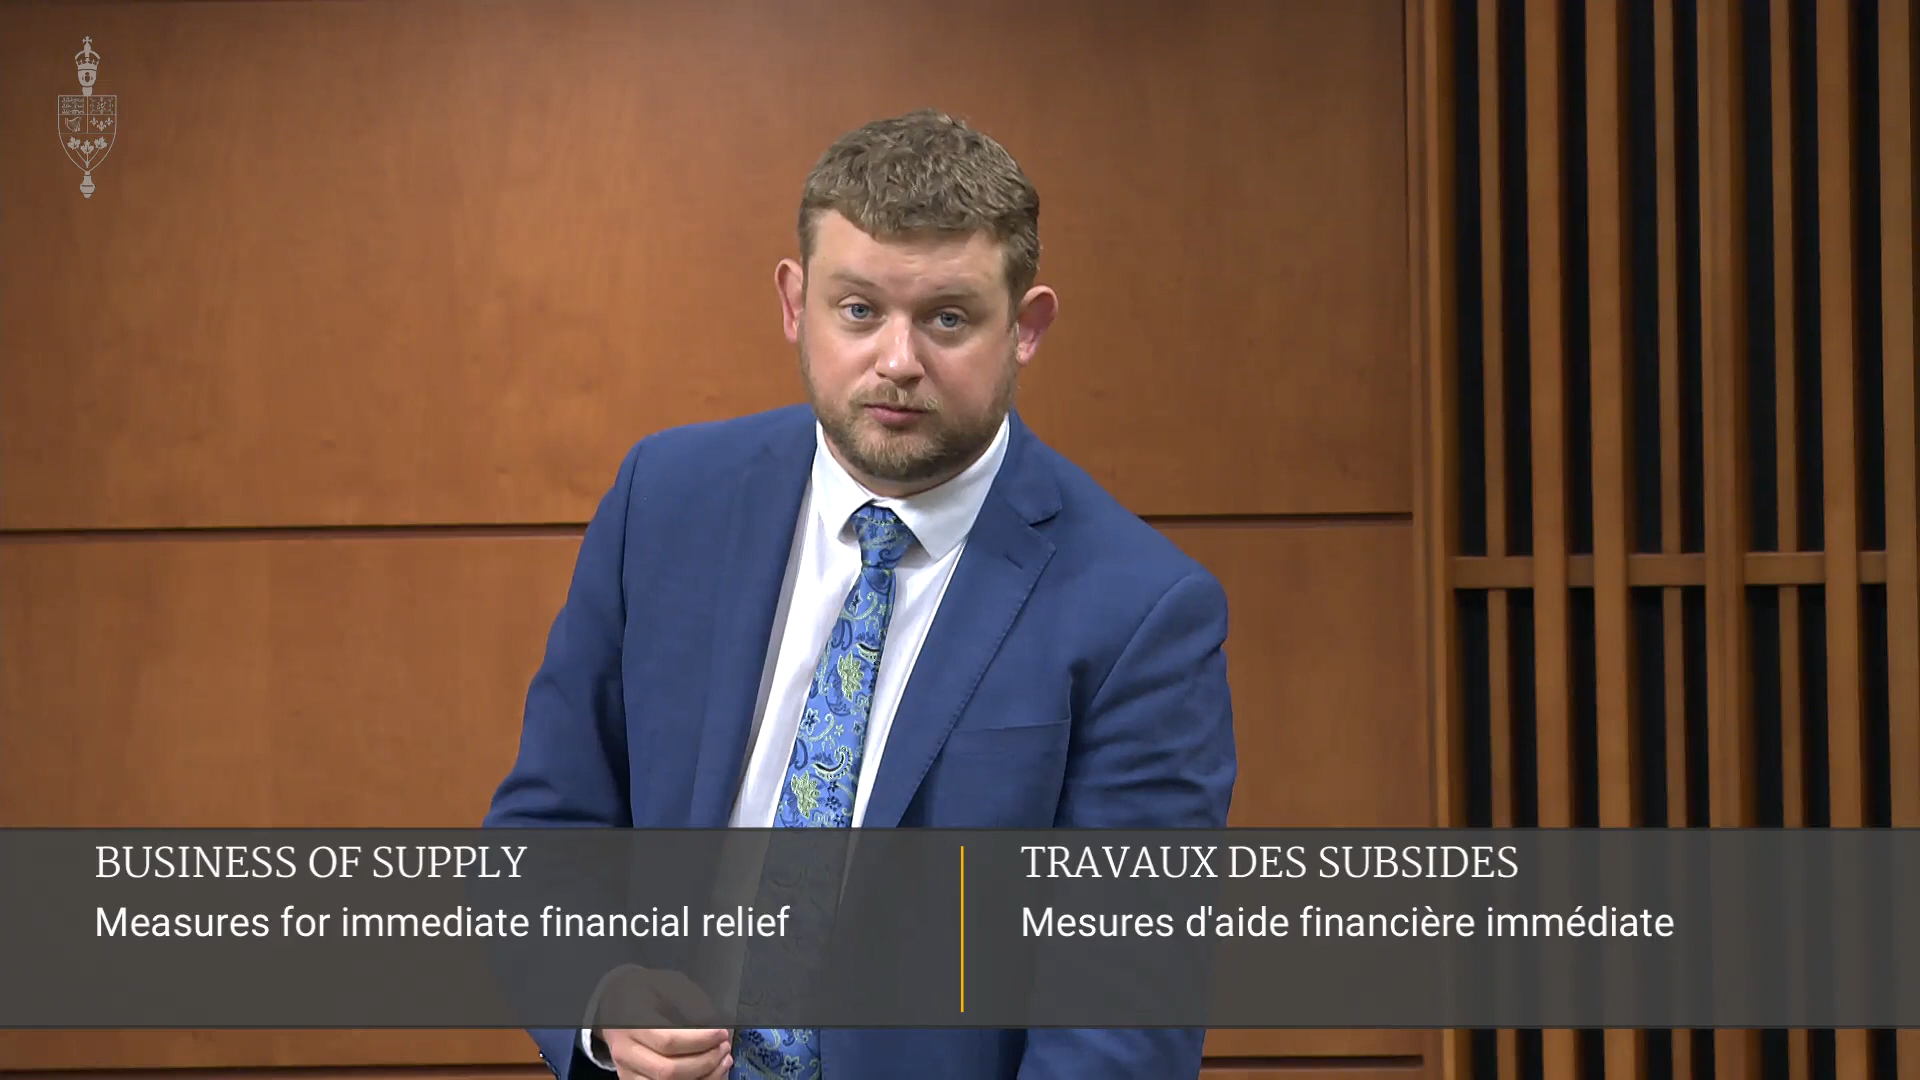 BUSINESS OF SUPPLY
Measures for immediate financial relief
TRAVAUX DES SUBSIDES
Mesures d'aide financière immédiate